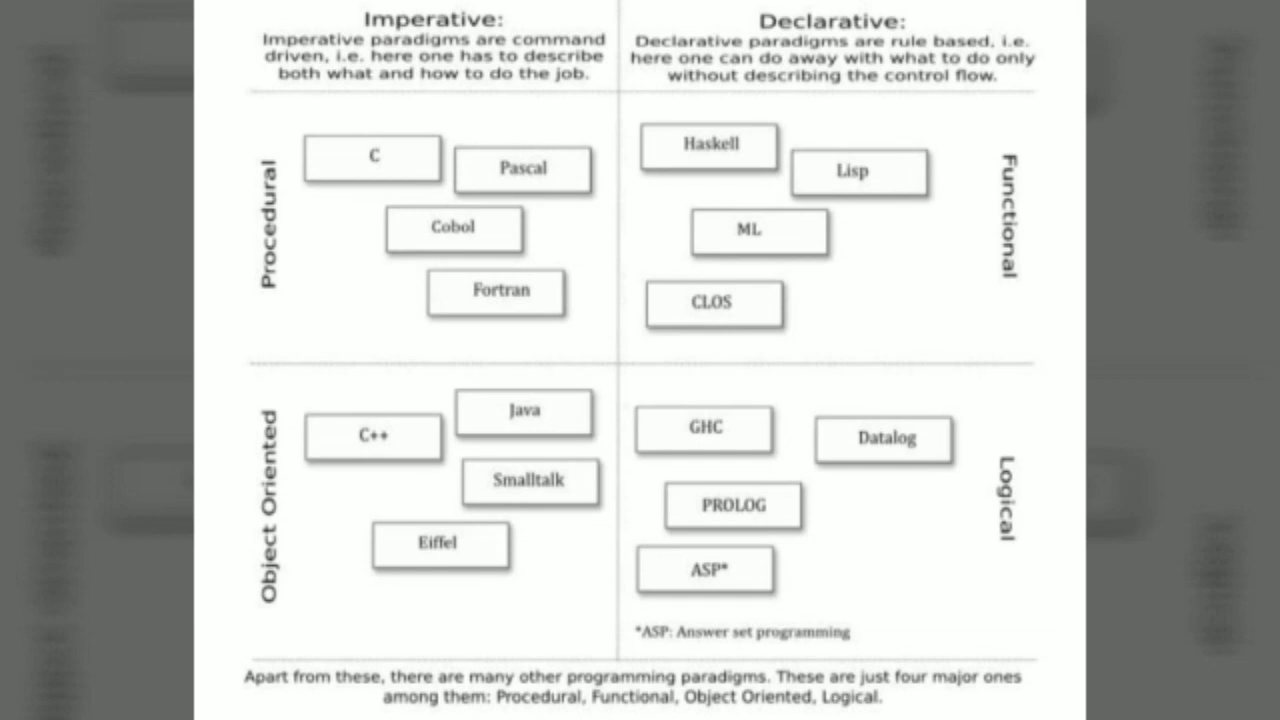 Imperative:
Imperative paradigms are command
driven, i.e. here one has to describe
both what and how to do the job.
Declarative:
Declarative paradigms are rule based, i.e.
here one can do away with what to do only
without describing the control flow.
Procedural
C
Pascal
Cobol
Fortran
Haskell
Lisp
ML
CLOS
Functional
Object Oriented
Java
C++
Smalltalk
Eiffel
GHC
Datalog
PROLOG
ASP*
Logical
*ASP: Answer set programming
Apart from these, there are many other programming paradigms. These are just four major ones
among them: Procedural, Functional, Object Oriented, Logical.